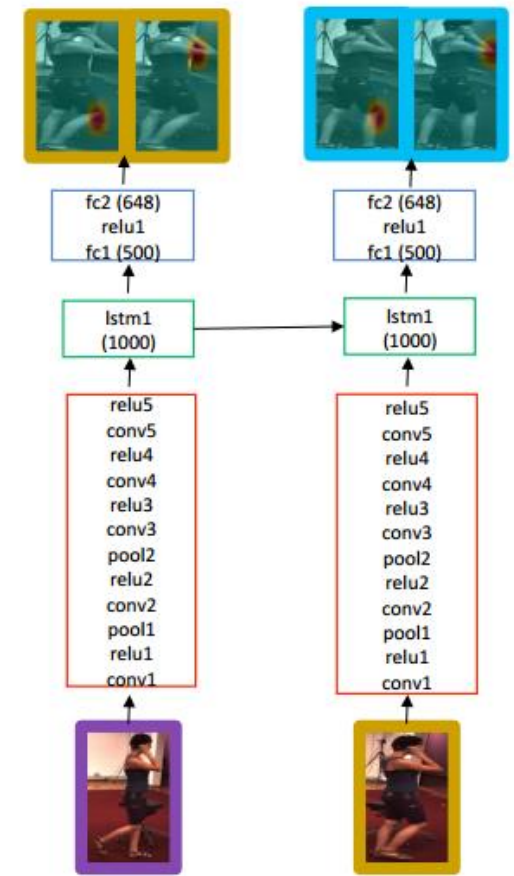 fc2 (648)
relu1
fc1 (500)
lstm1
(1000)
relu5
conv5
relu4
conv4
relu3
conv3
pool2
relu2
conv2
pool1
relu1
conv1
fc2 (648)
relu1
fc1 (500)
lstm1
(1000)
relu5
conv5
relu4
conv4
relu3
conv3
pool2
relu2
conv2
pool1
relu1
conv1